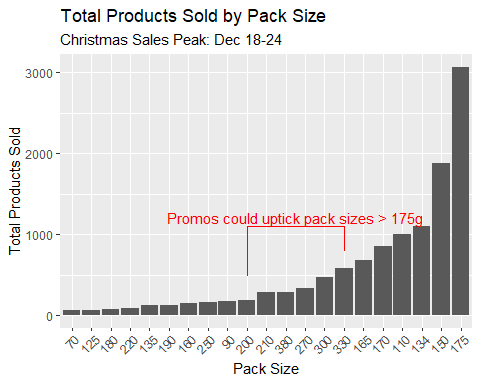 Total Products Sold by Pack Size
Christmas Sales Peak: Dec 18-24
Total Products Sold
3000
2000
1000
0
Promos could uptick pack sizes > 175g
70 125 180 220 135 190 160 250 90 200 210 380 270 300 330 165 170 110 134 150 175
Pack Size